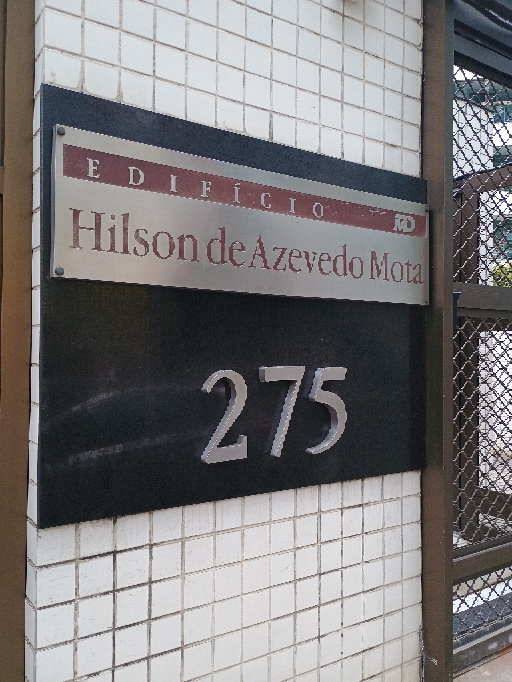 EDIFÍCIO
Hilson de Azevedo Mota
275